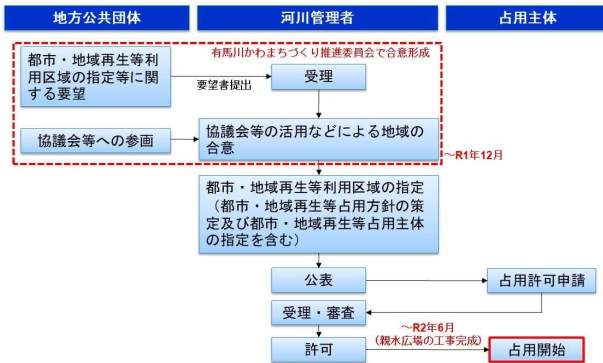 地方公共団体
河川管理者
占用主体
有馬川かわまちづくり推進委員会で合意形成
都市・地域再生等利
用区域の指定等に関
する要望
要望書提出
受理
協議会等への参画
協議会等の活用などによる地域の
合意
～R1年12月
都市・地域再生等利用区域の指定
（都市・地域再生等占用方針の策
定及び都市・地域再生等占用主体
の指定を含む）
公表
占用許可申請
受理・審査
～R2年6月
（親水広場の工事完成）
許可
占用開始